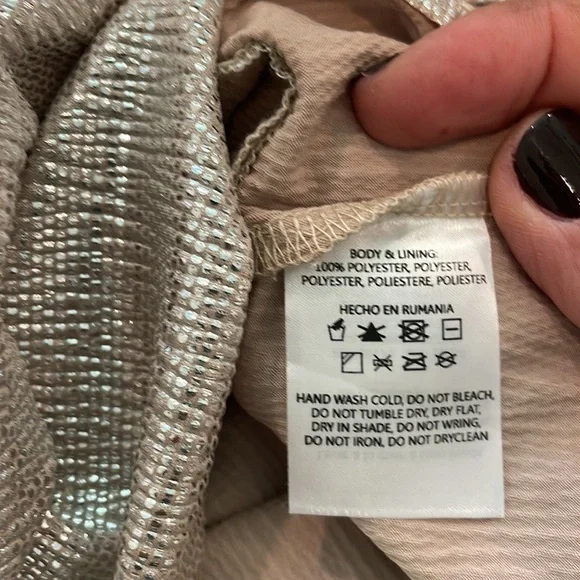 BODY & LINING:
100% POLYESTER, POLYESTER,
POLYESTER, POLIESTERE, POLIESTER
HECHO EN RUMANIA
HAND WASH COLD, DO NOT BLEACH,
DO NOT TUMBLE DRY, DRY FLAT,
DRY IN SHADE, DO NOT WRING,
DO NOT IRON, DO NOT DRYCLEAN